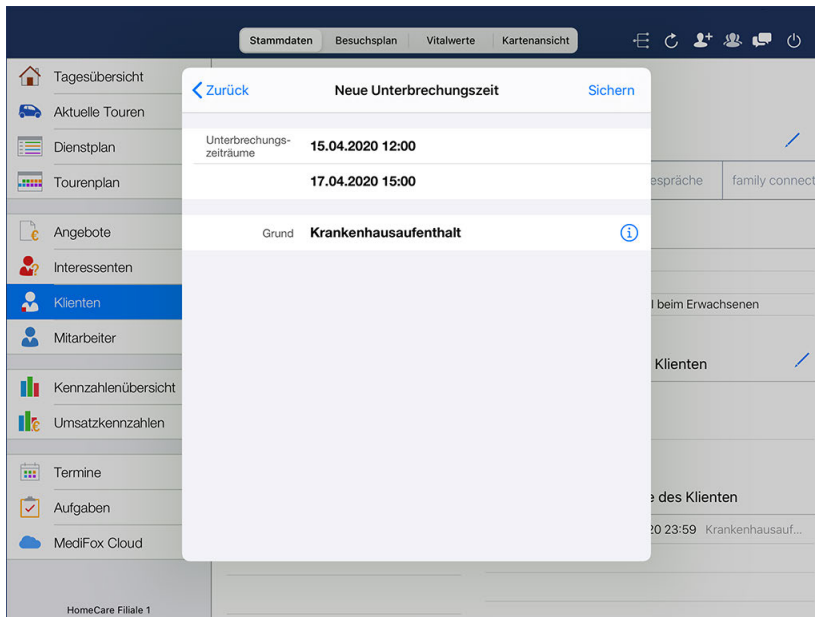 Stammdaten Besuchsplan Vitalwerte Kartenansicht
Tagesübersicht
Aktuelle Touren
Dienstplan
Tourenplan
Angebote
Interessenten
Klienten
Mitarbeiter
Kennzahlenübersicht
Umsatzkennzahlen
Termine
Aufgaben
MediFox Cloud
HomeCare Filiale 1
Zurück Neue Unterbrechungszeit Sichern
Unterbrechungs-
zeiträume
15.04.2020 12:00
17.04.2020 15:00
Grund Krankenhausaufenthalt
espräche family connect
l beim Erwachsenen
Klienten
e des Klienten
20 23:59 Krankenhausauf...